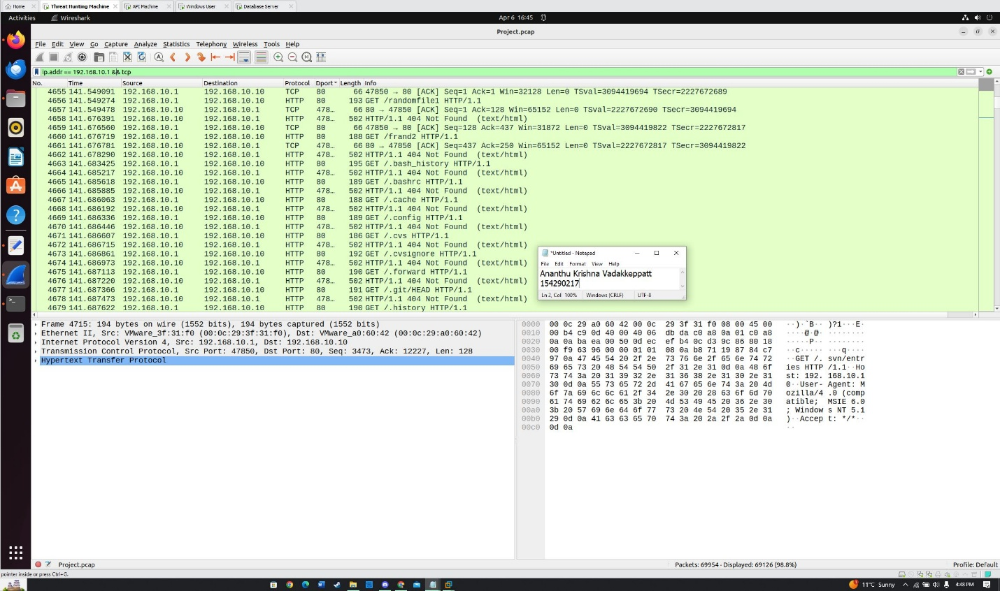 Home Threat Hunting Machine API Machine Windows User Database Server
Activities Wireshark Apr 6 16:45
Project.pcap
File Edit View Go Capture Analyze Statistics Telephony Wireless Tools Help
ip.addr == 192.168.10.1 && tcp
No. Time Source Destination Protocol Dport Length Info
4655 141.549091 192.168.10.1 192.168.10.10 TCP 80 66 47850 → 80 [ACK] Seq=1 Ack=1 Win=32128 Len=0 TSval=3094419694 TSecr=2227672689
4656 141.549274 192.168.10.1 192.168.10.10 HTTP 80 193 GET /randomfile1 HTTP/1.1
4657 141.549478 192.168.10.10 192.168.10.1 TCP 478… 66 80 → 47850 [ACK] Seq=1 Ack=128 Win=65152 Len=0 TSval=2227672690 TSecr=3094419694
4658 141.676391 192.168.10.10 192.168.10.1 HTTP 478… 502 HTTP/1.1 404 Not Found (text/html)
4659 141.676560 192.168.10.1 192.168.10.10 TCP 80 66 47850 → 80 [ACK] Seq=128 Ack=437 Win=31872 Len=0 TSval=3094419822 TSecr=2227672817
4660 141.676719 192.168.10.1 192.168.10.10 HTTP 80 188 GET /frand2 HTTP/1.1
4661 141.676781 192.168.10.10 192.168.10.1 TCP 478… 66 80 → 47850 [ACK] Seq=437 Ack=250 Win=65152 Len=0 TSval=2227672817 TSecr=3094419822
4662 141.678290 192.168.10.10 192.168.10.1 HTTP 478… 502 HTTP/1.1 404 Not Found (text/html)
4663 141.683425 192.168.10.1 192.168.10.10 HTTP 80 195 GET /.bash_history HTTP/1.1
4664 141.685217 192.168.10.10 192.168.10.1 HTTP 478… 502 HTTP/1.1 404 Not Found (text/html)
4665 141.685618 192.168.10.1 192.168.10.10 HTTP 80 189 GET /.bashrc HTTP/1.1
4666 141.685885 192.168.10.10 192.168.10.1 HTTP 478… 502 HTTP/1.1 404 Not Found (text/html)
4667 141.686063 192.168.10.1 192.168.10.10 HTTP 80 188 GET /.cache HTTP/1.1
4668 141.686192 192.168.10.10 192.168.10.1 HTTP 478… 502 HTTP/1.1 404 Not Found (text/html)
4669 141.686336 192.168.10.1 192.168.10.10 HTTP 80 189 GET /.config HTTP/1.1
4670 141.686446 192.168.10.10 192.168.10.1 HTTP 478… 502 HTTP/1.1 404 Not Found (text/html)
4671 141.686607 192.168.10.1 192.168.10.10 HTTP 80 186 GET /.cvs HTTP/1.1
4672 141.686715 192.168.10.10 192.168.10.1 HTTP 478… 502 HTTP/1.1 404 Not Found (text/html)
4673 141.686861 192.168.10.1 192.168.10.10 HTTP 80 192 GET /.cvsignore HTTP/1.1
4674 141.686973 192.168.10.10 192.168.10.1 HTTP 478… 502 HTTP/1.1 404 Not Found (text/html)
4675 141.687113 192.168.10.1 192.168.10.10 HTTP 80 190 GET /.forward HTTP/1.1
4676 141.687220 192.168.10.10 192.168.10.1 HTTP 478… 502 HTTP/1.1 404 Not Found (text/html)
4677 141.687366 192.168.10.1 192.168.10.10 HTTP 80 191 GET /.git/HEAD HTTP/1.1
4678 141.687473 192.168.10.10 192.168.10.1 HTTP 478… 502 HTTP/1.1 404 Not Found (text/html)
4679 141.687622 192.168.10.1 192.168.10.10 HTTP 80 190 GET /.history HTTP/1.1
*Untitled - Notepad
File Edit Format View Help
Ananthu Krishna Vadakkeppatt
154290217
Ln 2, Col 100% Windows (CRLF) UTF-8
Frame 4715: 194 bytes on wire (1552 bits), 194 bytes captured (1552 bits)
Ethernet II, Src: VMware_3f:31:f0 (00:0c:29:3f:31:f0), Dst: VMware_a0:60:42 (00:0c:29:a0:60:42)
Internet Protocol Version 4, Src: 192.168.10.1, Dst: 192.168.10.10
Transmission Control Protocol, Src Port: 47850, Dst Port: 80, Seq: 3473, Ack: 12227, Len: 128
Hypertext Transfer Protocol
0000 00 0c 29 a0 60 42 00 0c 29 3f 31 f0 08 00 45 00 ··)·`B·· )?1···E·
0010 00 b4 c9 0d 40 00 40 06 db da c0 a8 0a 01 c0 a8 ····@·@· ········
0020 0a 0a ba ea 00 50 0d ec ef b4 0c d3 9c 86 80 18 ·····P·· ········
0030 00 f9 63 96 00 00 01 01 08 0a b8 71 19 87 84 c7 ··c····· ···q····
0040 97 0a 47 45 54 20 2f 2e 73 76 6e 2f 65 6e 74 72 ··GET /. svn/entr
0050 69 65 73 20 48 54 54 50 2f 31 2e 31 0d 0a 48 6f ies HTTP /1.1··Ho
0060 73 74 3a 20 31 39 32 2e 31 36 38 2e 31 30 2e 31 st: 192. 168.10.1
0070 30 0d 0a 55 73 65 72 2d 41 67 65 6e 74 3a 20 4d 0··User- Agent: M
0080 6f 7a 69 6c 6c 61 2f 34 2e 30 20 28 63 6f 6d 70 ozilla/4 .0 (comp
0090 61 74 69 62 6c 65 3b 20 4d 53 49 45 20 36 2e 30 atible; MSIE 6.0
00a0 3b 20 57 69 6e 64 6f 77 73 20 4e 54 20 35 2e 31 ; Window s NT 5.1
00b0 29 0d 0a 41 63 63 65 70 74 3a 20 2a 2f 2a 0d 0a )··Accep t: */*··
00c0 0d 0a ··
Project.pcap Packets: 69954 · Displayed: 69126 (98.8%) Profile: Default
pointer inside or press Ctrl+G.
11°C Sunny 4:48 PM